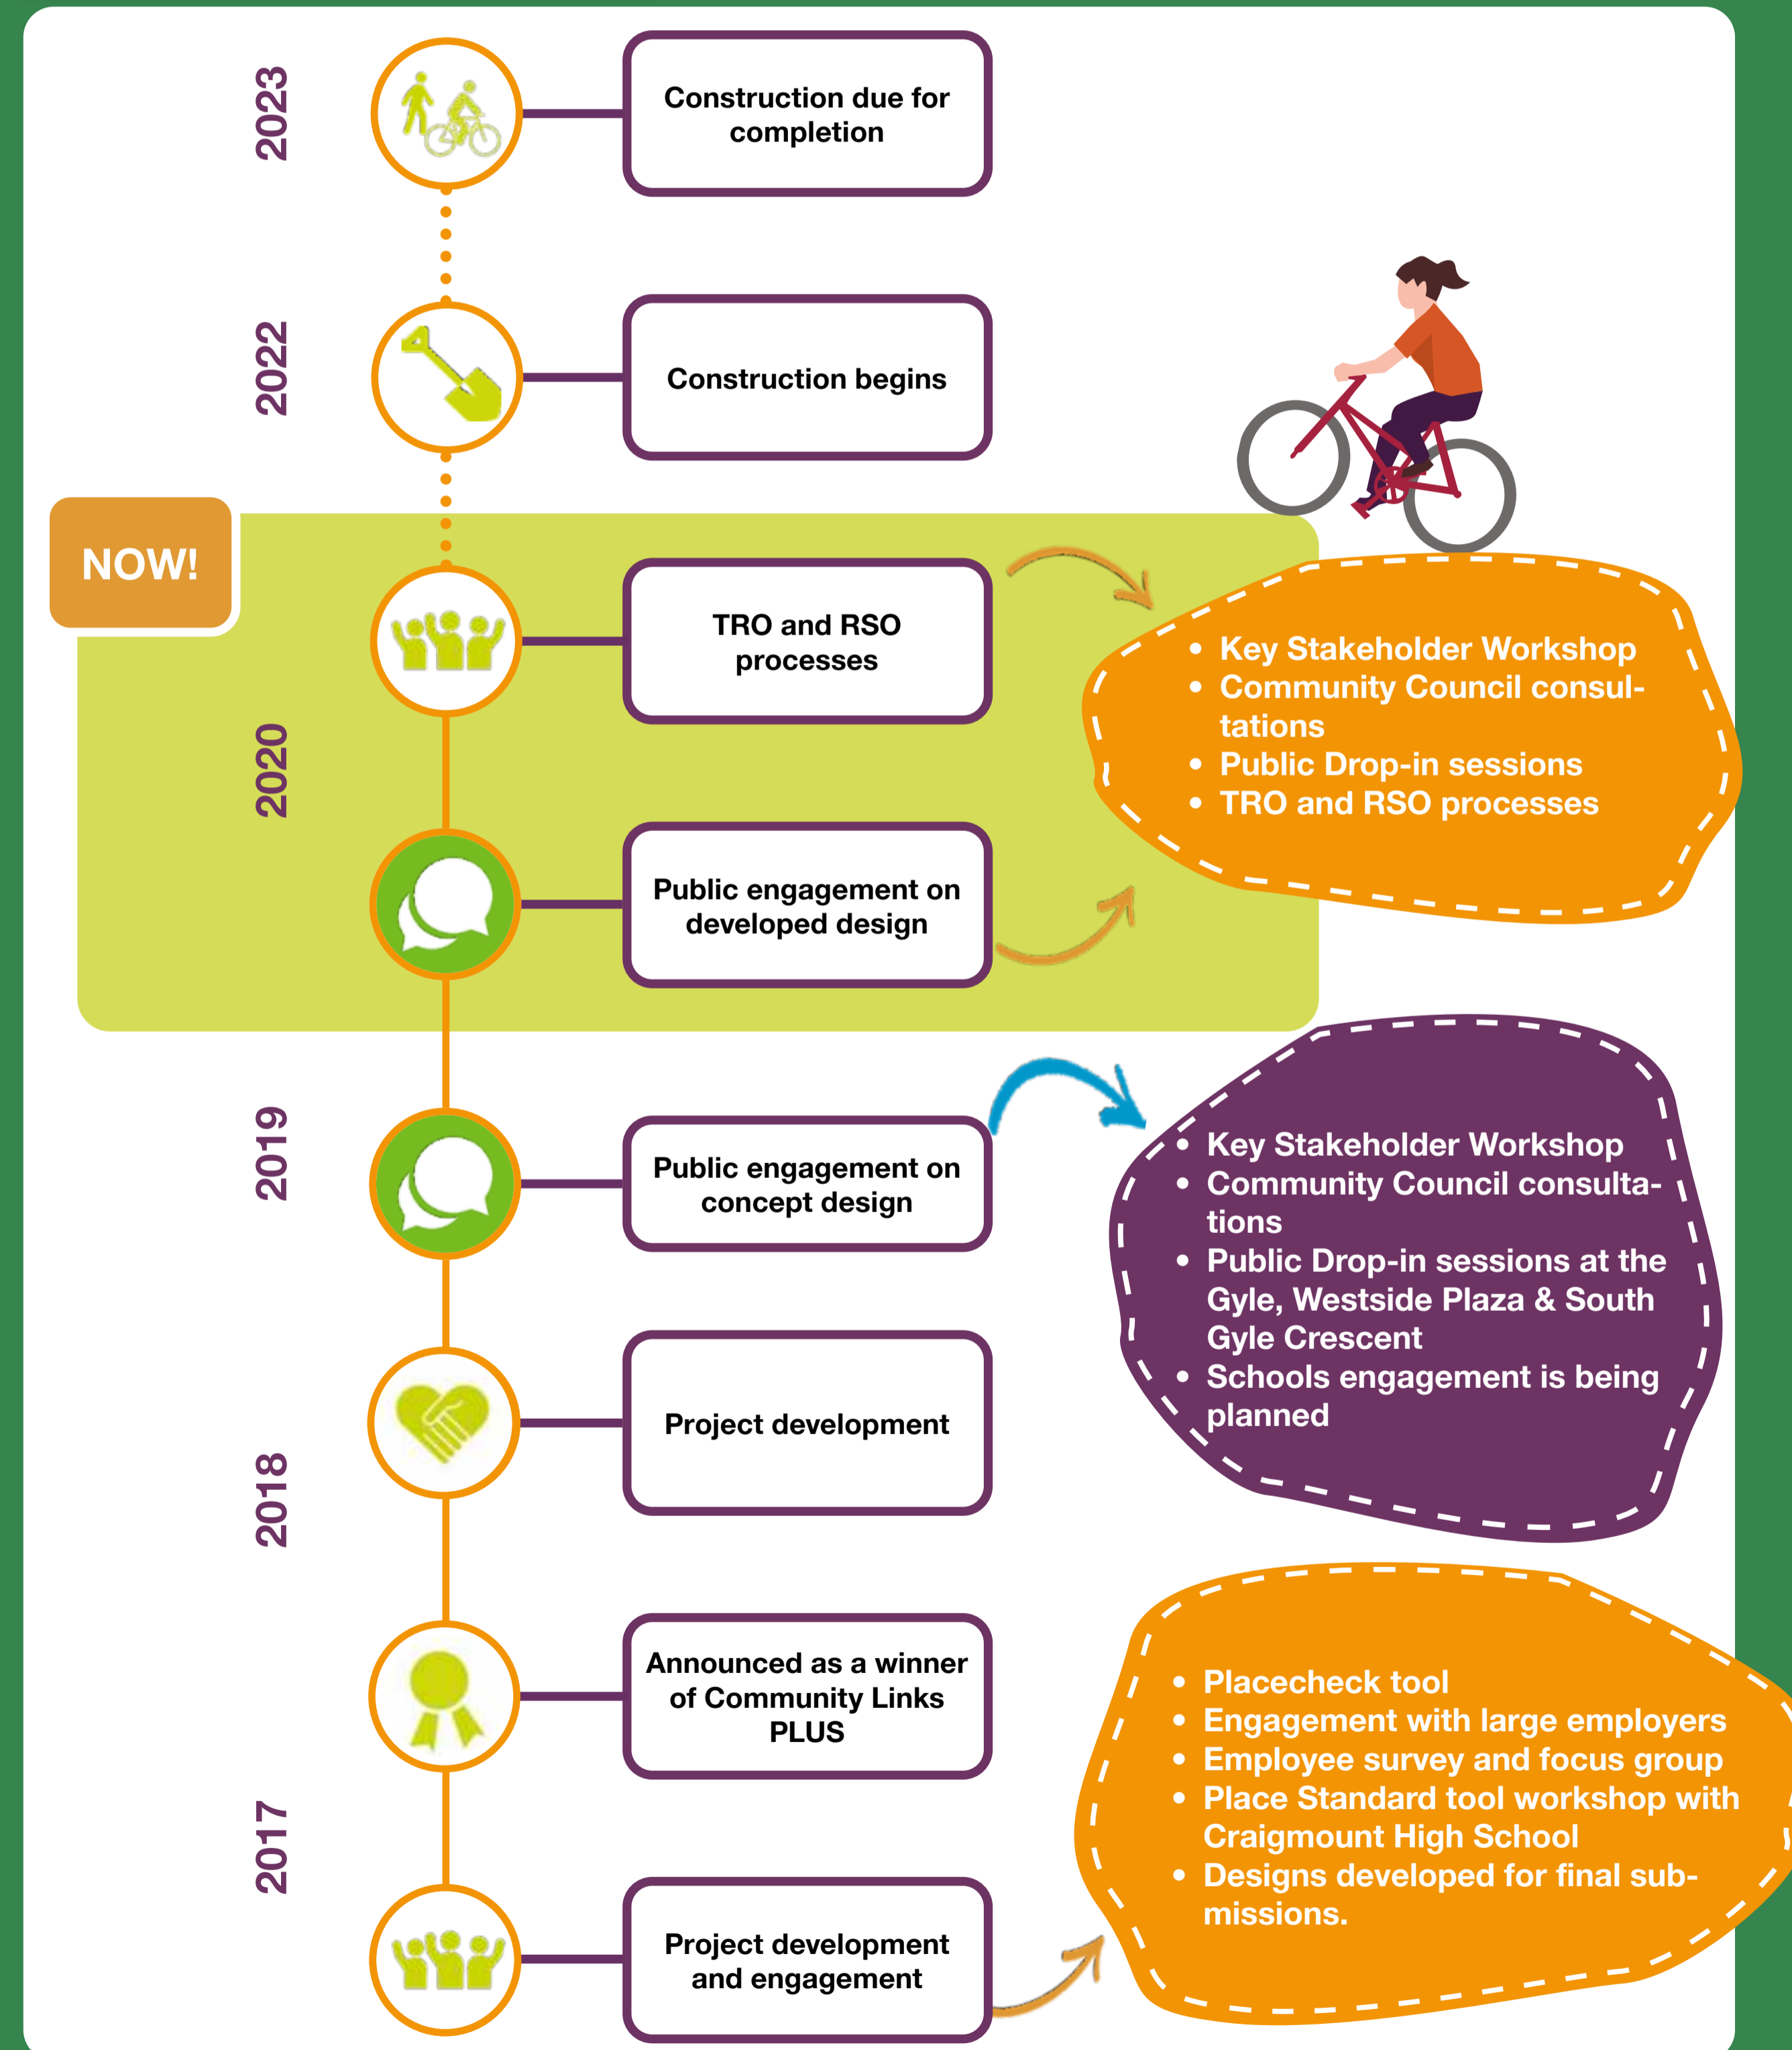 2023
Construction due for
completion
2022
Construction begins
NOW!
2020
TRO and RSO
processes
• Key Stakeholder Workshop
• Community Council consul-
tations
• Public Drop-in sessions
• TRO and RSO processes
Public engagement on
developed design
2019
Public engagement on
concept design
• Key Stakeholder Workshop
• Community Council consulta-
tions
• Public Drop-in sessions at the
Gyle, Westside Plaza & South
Gyle Crescent
• Schools engagement is being
planned
2018
Project development
Announced as a winner
of Community Links
PLUS
2017
Project development
and engagement
• Placecheck tool
• Engagement with large employers
• Employee survey and focus group
• Place Standard tool workshop with
Craigmount High School
• Designs developed for final sub-
missions.